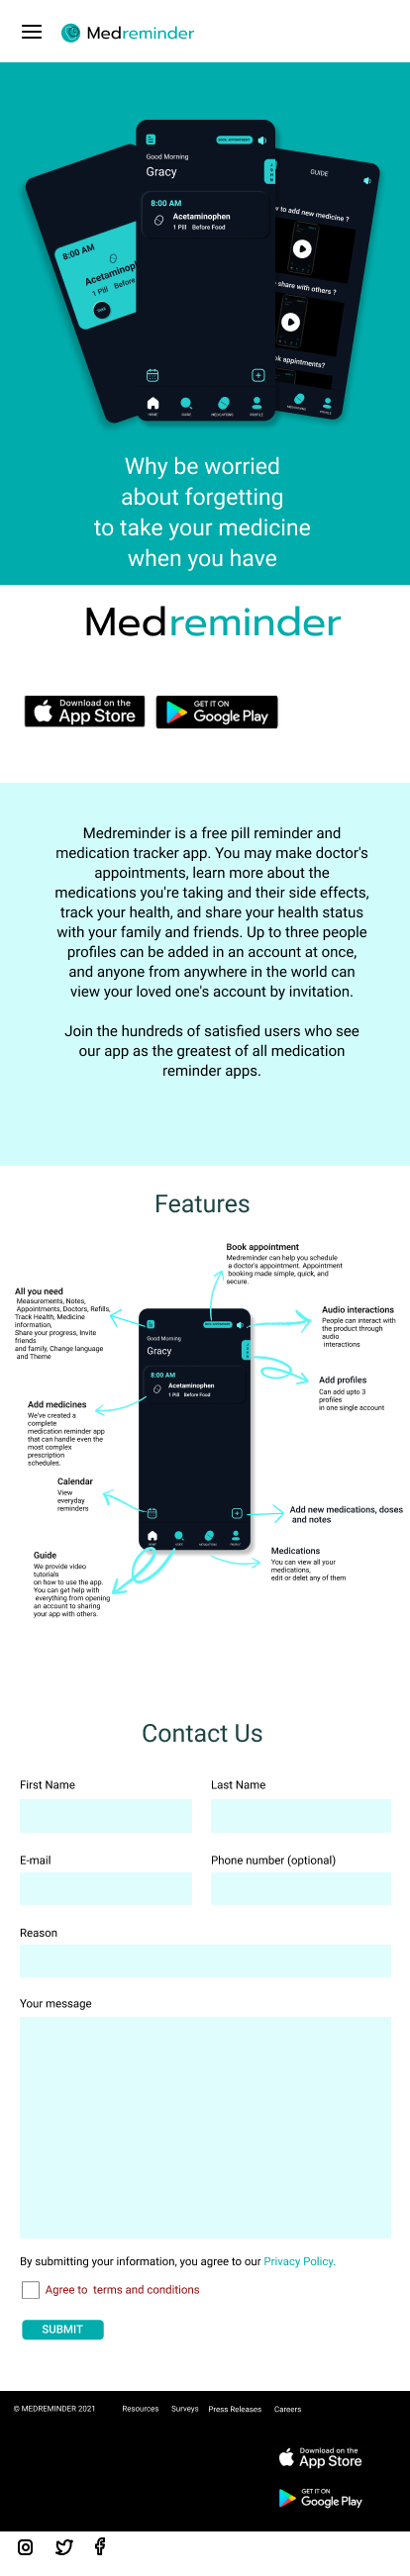 Medreminder
BOOK APPOINTMENT
Good Morning
Gracy
8:00 AM
Acetaminophen
1 Pill Before Food
HOME
GUIDE
MEDICATIONS
PROFILE
8:00 AM
Acetaminop
1 Pill Before
GUIDE
to add new medicine ?
share with others ?
k appintments?
MEDICATIONS
PROFILE
Why be worried
about forgetting
to take your medicine
when you have
Medreminder
Download on the
App Store
GET IT ON
Google Play
Medreminder is a free pill reminder and
medication tracker app. You may make doctor's
appointments, learn more about the
medications you're taking and their side effects,
track your health, and share your health status
with your family and friends. Up to three people
profiles can be added in an account at once,
and anyone from anywhere in the world can
view your loved one's account by invitation.
Join the hundreds of satisfied users who see
our app as the greatest of all medication
reminder apps.
Features
Book appointment
Medreminder can help you schedule
a doctor's appointment. Appointment
booking made simple, quick, and
secure.
All you need
Measurements, Notes,
Appointments, Doctors, Refills,
Track Health, Medicine
information,
Share your progress, Invite
friends
and family, Change language
and Theme
Audio interactions
People can interact with
the product through
audio
interactions
Good Morning
Gracy
8:00 AM
Acetaminophen
1 Pill Before Food
Add profiles
Can add upto 3
profiles
in one single account
Add medicines
We've created a
complete
medication reminder app
that can handle even the
most complex
prescription
schedules.
Calendar
View
everyday
reminders
Add new medications, doses
and notes
HOME
GUIDE
MEDICATIONS
PROFILE
Guide
We provide video
tutorials
on how to use the app.
You can get help with
everything from opening
an account to sharing
your app with others.
Medications
You can view all your
medications,
edit or delet any of them
Contact Us
First Name
Last Name
E-mail
Phone number (optional)
Reason
Your message
By submitting your information, you agree to our Privacy Policy.
Agree to terms and conditions
SUBMIT
© MEDREMINDER 2021
Resources
Surveys
Press Releases
Careers
Download on the
App Store
GET IT ON
Google Play